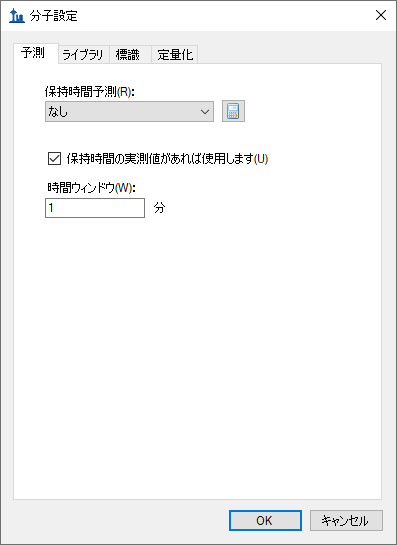 分子設定
予測
ライブラリ
標識
定量化
保持時間予測(R):
なし
保持時間の実測値があれば使用します(U)
時間ウィンドウ(W):
1
分
OK
キャンセル